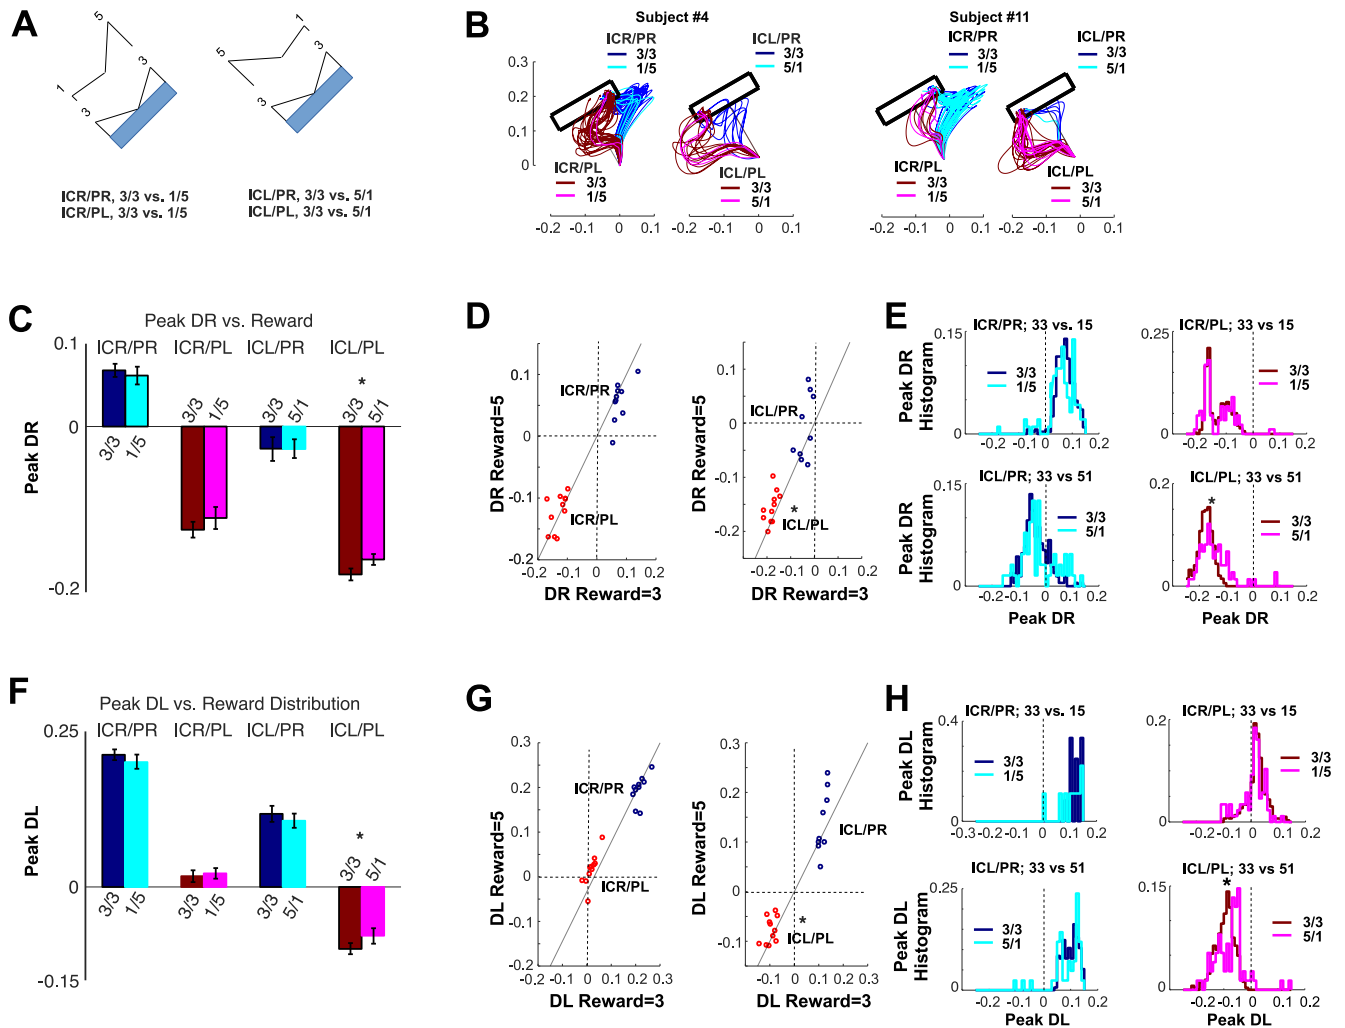 A
5
1
3
3
1
5
3
3
ICR/PR, 3/3 vs. 1/5
ICR/PL, 3/3 vs. 1/5
ICL/PR, 3/3 vs. 5/1
ICL/PL, 3/3 vs. 5/1
B
Subject #4
Subject #11
ICR/PR
3/3
1/5
ICL/PR
3/3
5/1
ICR/PR
3/3
1/5
ICL/PR
3/3
5/1
0.3
0.2
0.1
0
ICR/PL
3/3
1/5
ICL/PL
3/3
5/1
ICR/PL
3/3
1/5
ICL/PL
3/3
5/1
-0.2 -0.1 0 0.1
-0.2 -0.1 0 0.1
-0.2 -0.1 0 0.1
-0.2 -0.1 0 0.1
C
Peak DR vs. Reward
ICR/PR ICR/PL ICL/PR ICL/PL
0.1
0
-0.2
Peak DR
3/3 1/5
3/3 1/5
3/3 5/1
*
3/3 5/1
D
DR Reward=5
0.1
0
-0.1
-0.2
ICR/PR
ICR/PL
-0.2 -0.1 0 0.1 0.2
DR Reward=3
DR Reward=5
0.1
0
-0.1
-0.2
ICL/PR
*
ICL/PL
-0.2 -0.1 0 0.1 0.2
DR Reward=3
E
ICR/PR; 33 vs. 15
Peak DR
Histogram
0.15
0
3/3
1/5
-0.2 -0.1 0 0.1 0.2
ICR/PL; 33 vs 15
0.25
0
3/3
1/5
-0.2 -0.1 0 0.1 0.2
ICL/PR; 33 vs 51
Peak DR
Histogram
0.15
0
3/3
5/1
-0.2 -0.1 0 0.1 0.2
Peak DR
ICL/PL; 33 vs 51
0.2
0
*
3/3
5/1
-0.2 -0.1 0 0.1 0.2
Peak DR
F
Peak DL vs. Reward Distribution
ICR/PR ICR/PL ICL/PR ICL/PL
0.25
0
-0.15
Peak DL
3/3 1/5
3/3 1/5
3/3 5/1
*
3/3 5/1
G
DL Reward=5
0.3
0.2
0.1
0
-0.1
-0.2
ICR/PR
ICR/PL
-0.2 -0.1 0 0.1 0.2 0.3
DL Reward=3
DL Reward=5
0.3
0.2
0.1
0
-0.1
ICL/PR
*
ICL/PL
-0.1 0 0.1 0.2 0.3
DL Reward=3
H
ICR/PR; 33 vs. 15
Peak DL
Histogram
0.4
0
3/3
1/5
-0.3 -0.2 -0.1 0 0.1 0.2
ICR/PL; 33 vs 15
0.2
0
3/3
1/5
-0.2 -0.1 0 0.1 0.2
ICL/PR; 33 vs 51
Peak DL
Histogram
0.25
0
3/3
5/1
-0.2 -0.1 0 0.1 0.2
Peak DL
ICL/PL; 33 vs 51
0.15
0
*
3/3
5/1
-0.2 -0.1 0 0.1 0.2
Peak DL